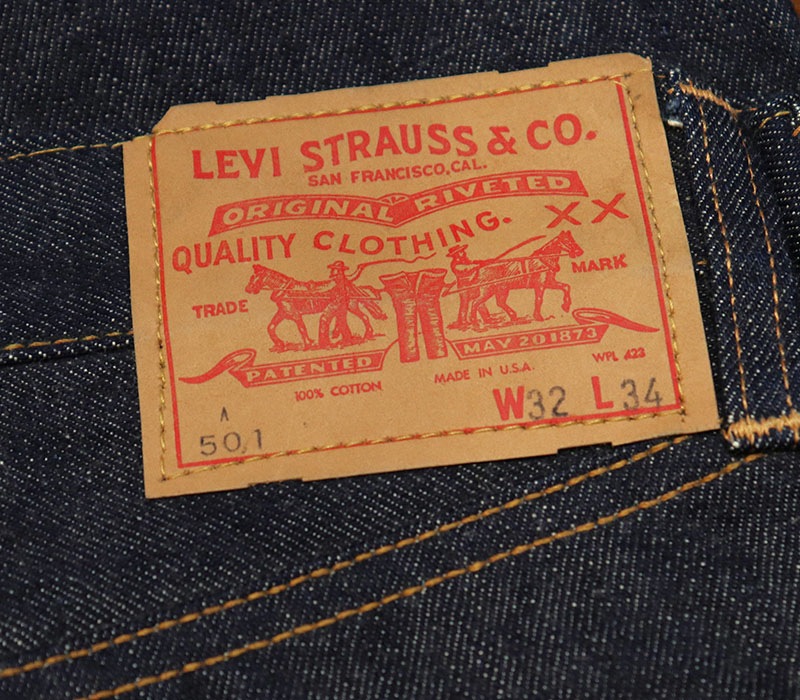 LEVI STRAUSS & CO.
SAN FRANCISCO, CAL.
ORIGINAL RIVETED
QUALITY CLOTHING. XX
TRADE MARK
PATENTED MAY 20 1873
100% COTTON MADE IN U.S.A. WPL 423
A W32 L34
501